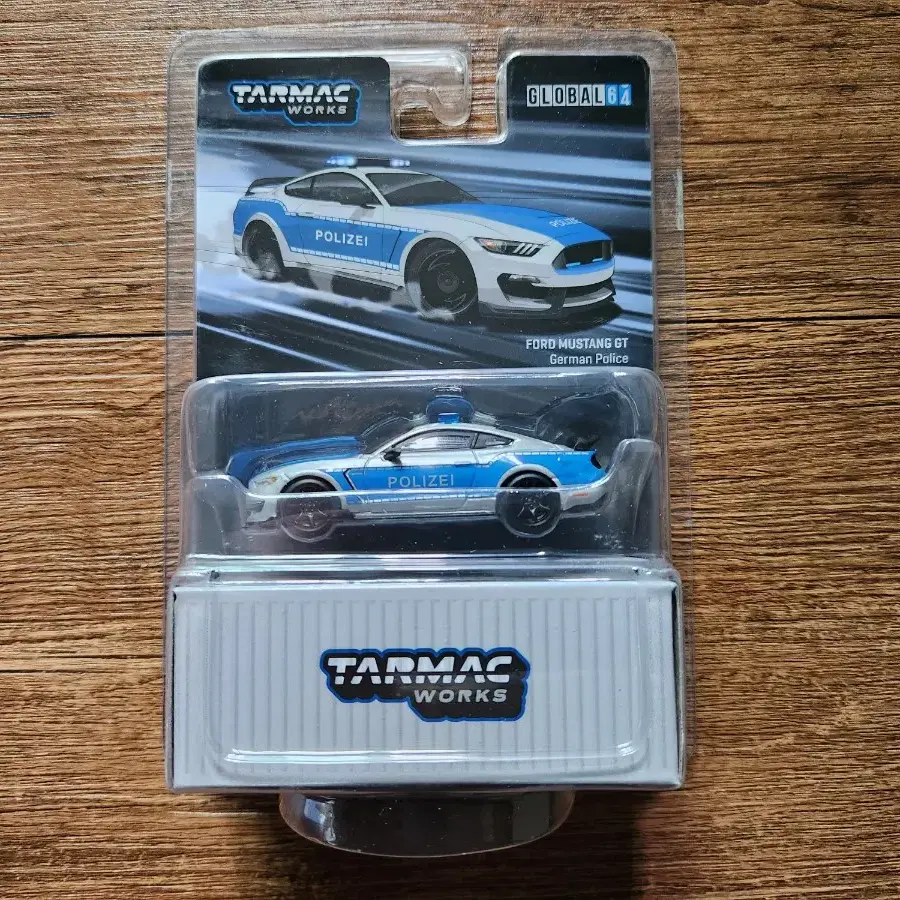 TARMAC
WORKS
GLOBAL64
POLIZEI
POLIZEI
FORD MUSTANG GT
German Police
POLIZEI
TARMAC
WORKS